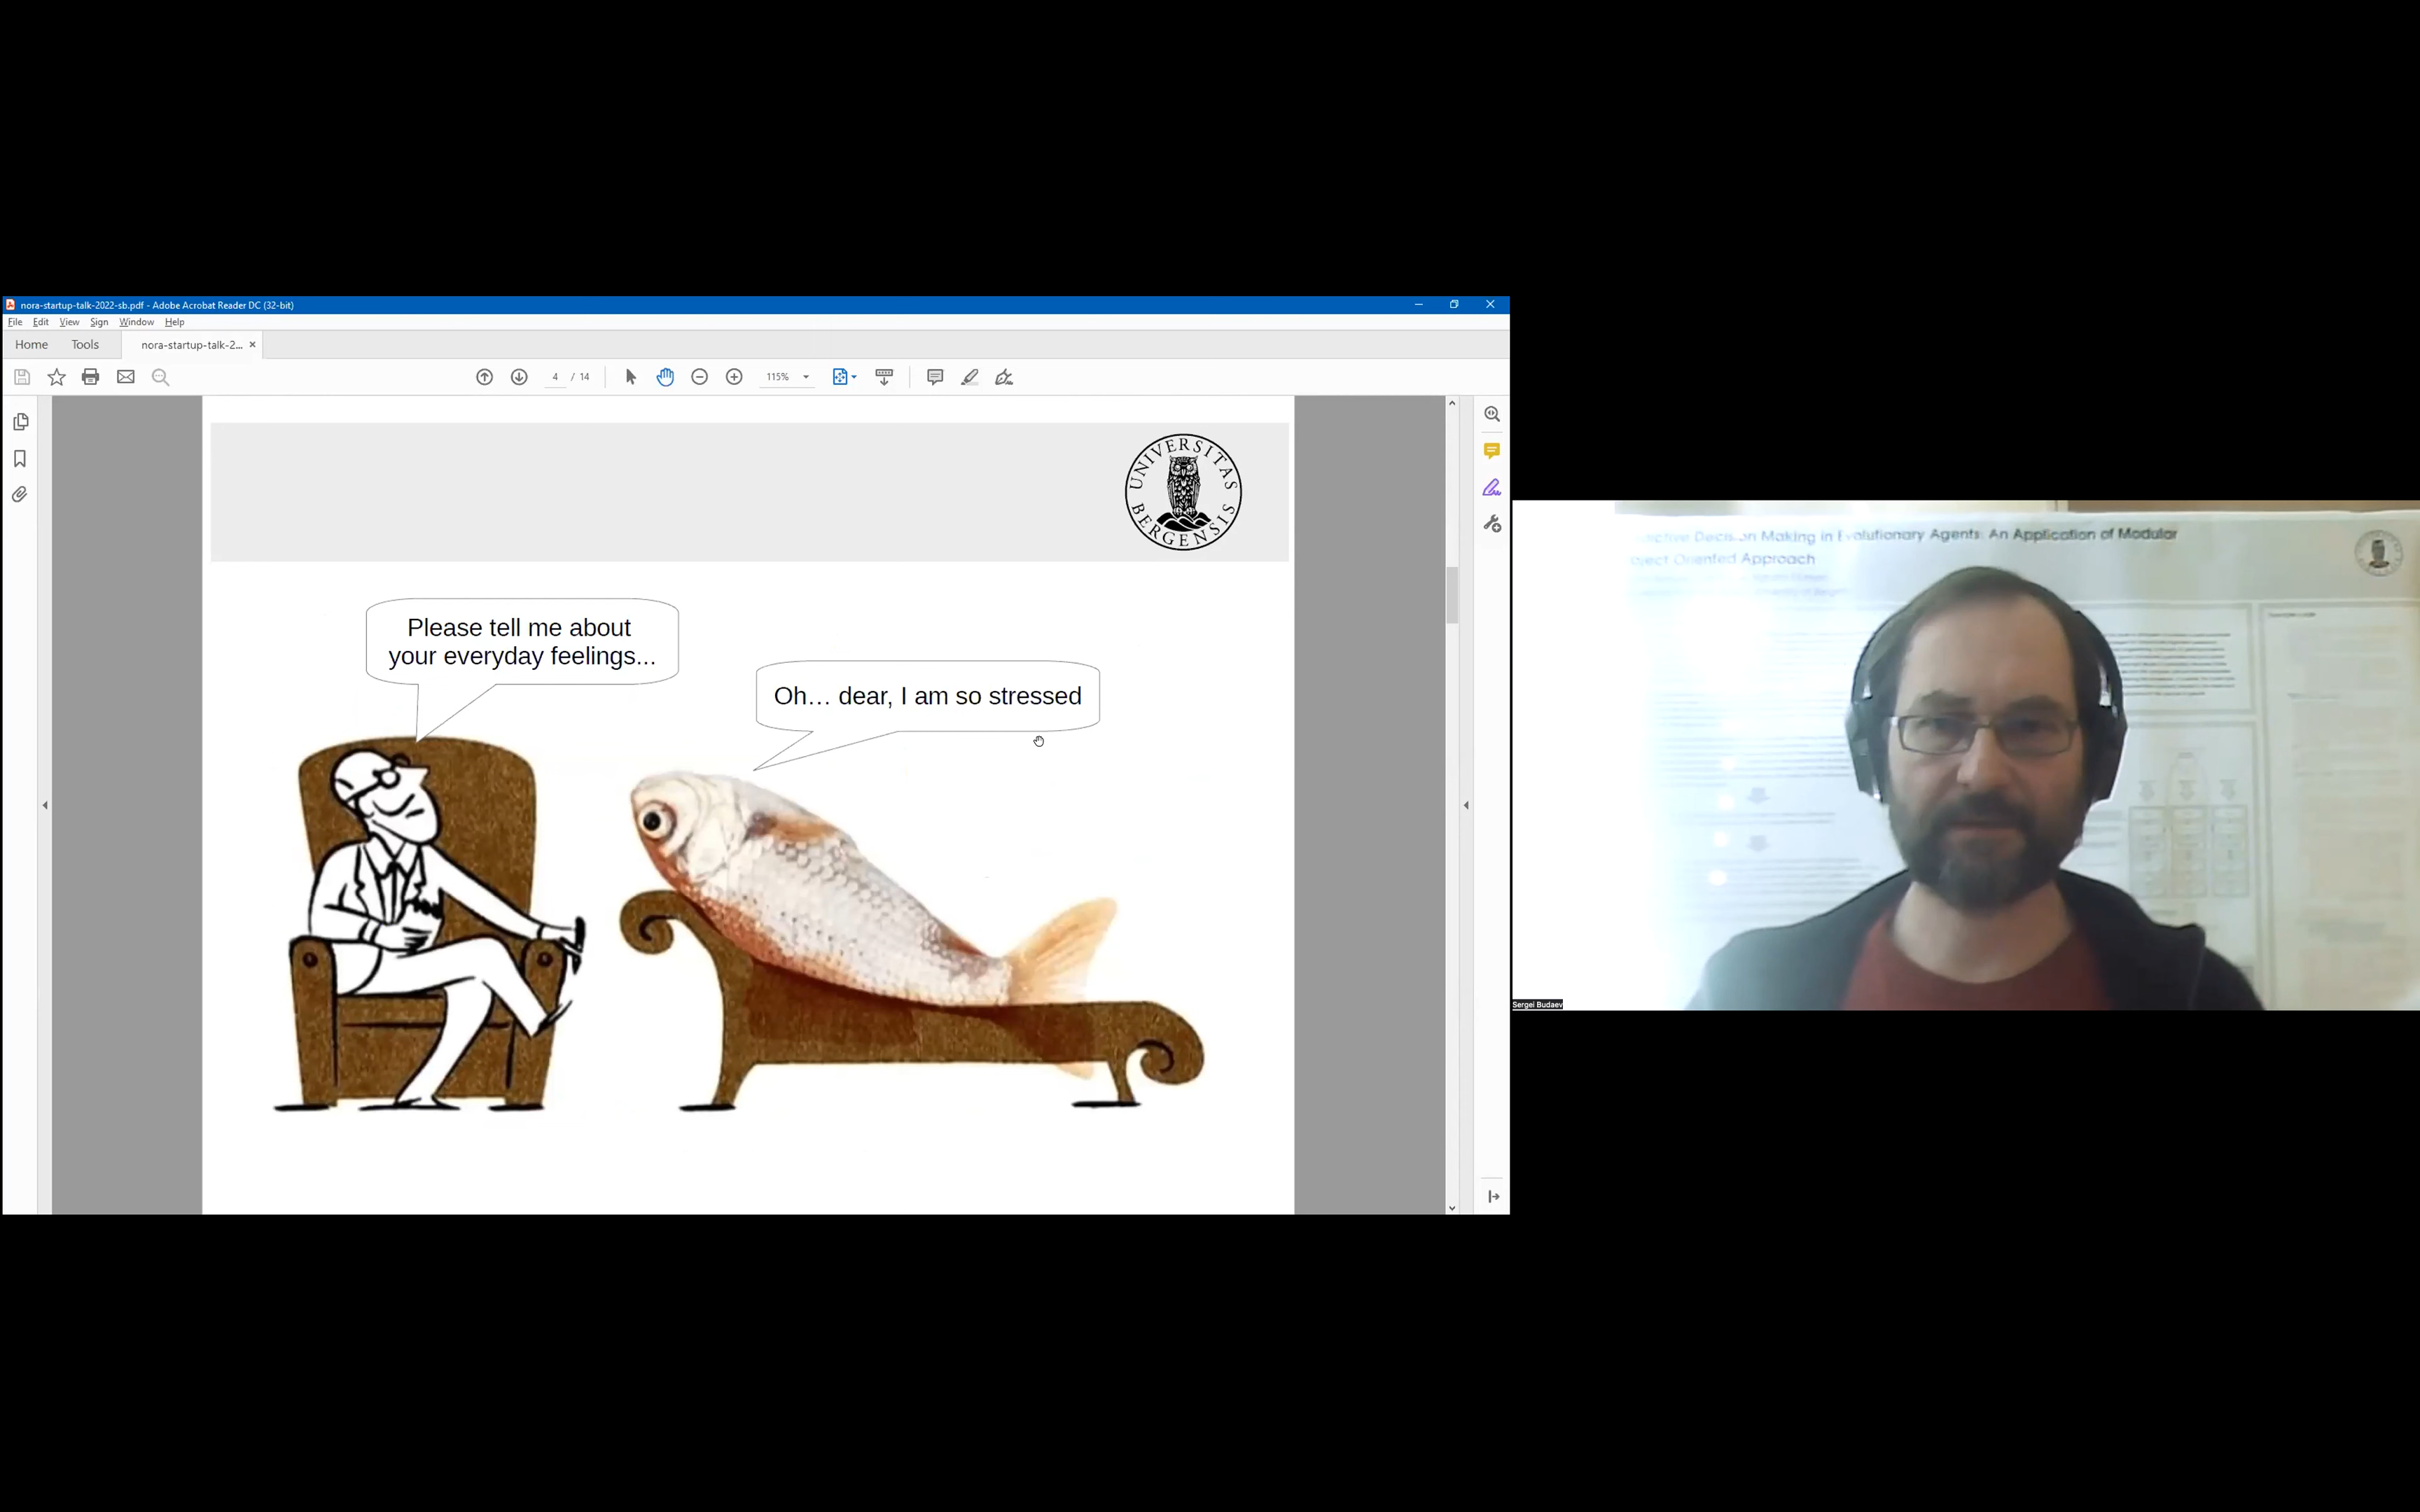 nora-startup-talk-2022-sb.pdf - Adobe Acrobat Reader DC (32-bit)
File Edit View Sign Window Help
Home Tools nora-startup-talk-2...
4 / 14 115%
UNIVERSITAS
BERGENSIS
Please tell me about
your everyday feelings...
Oh... dear, I am so stressed
Decision Making in Evolutionary Agents: An Application of Modular
Oriented Approach
Sergei Budaev